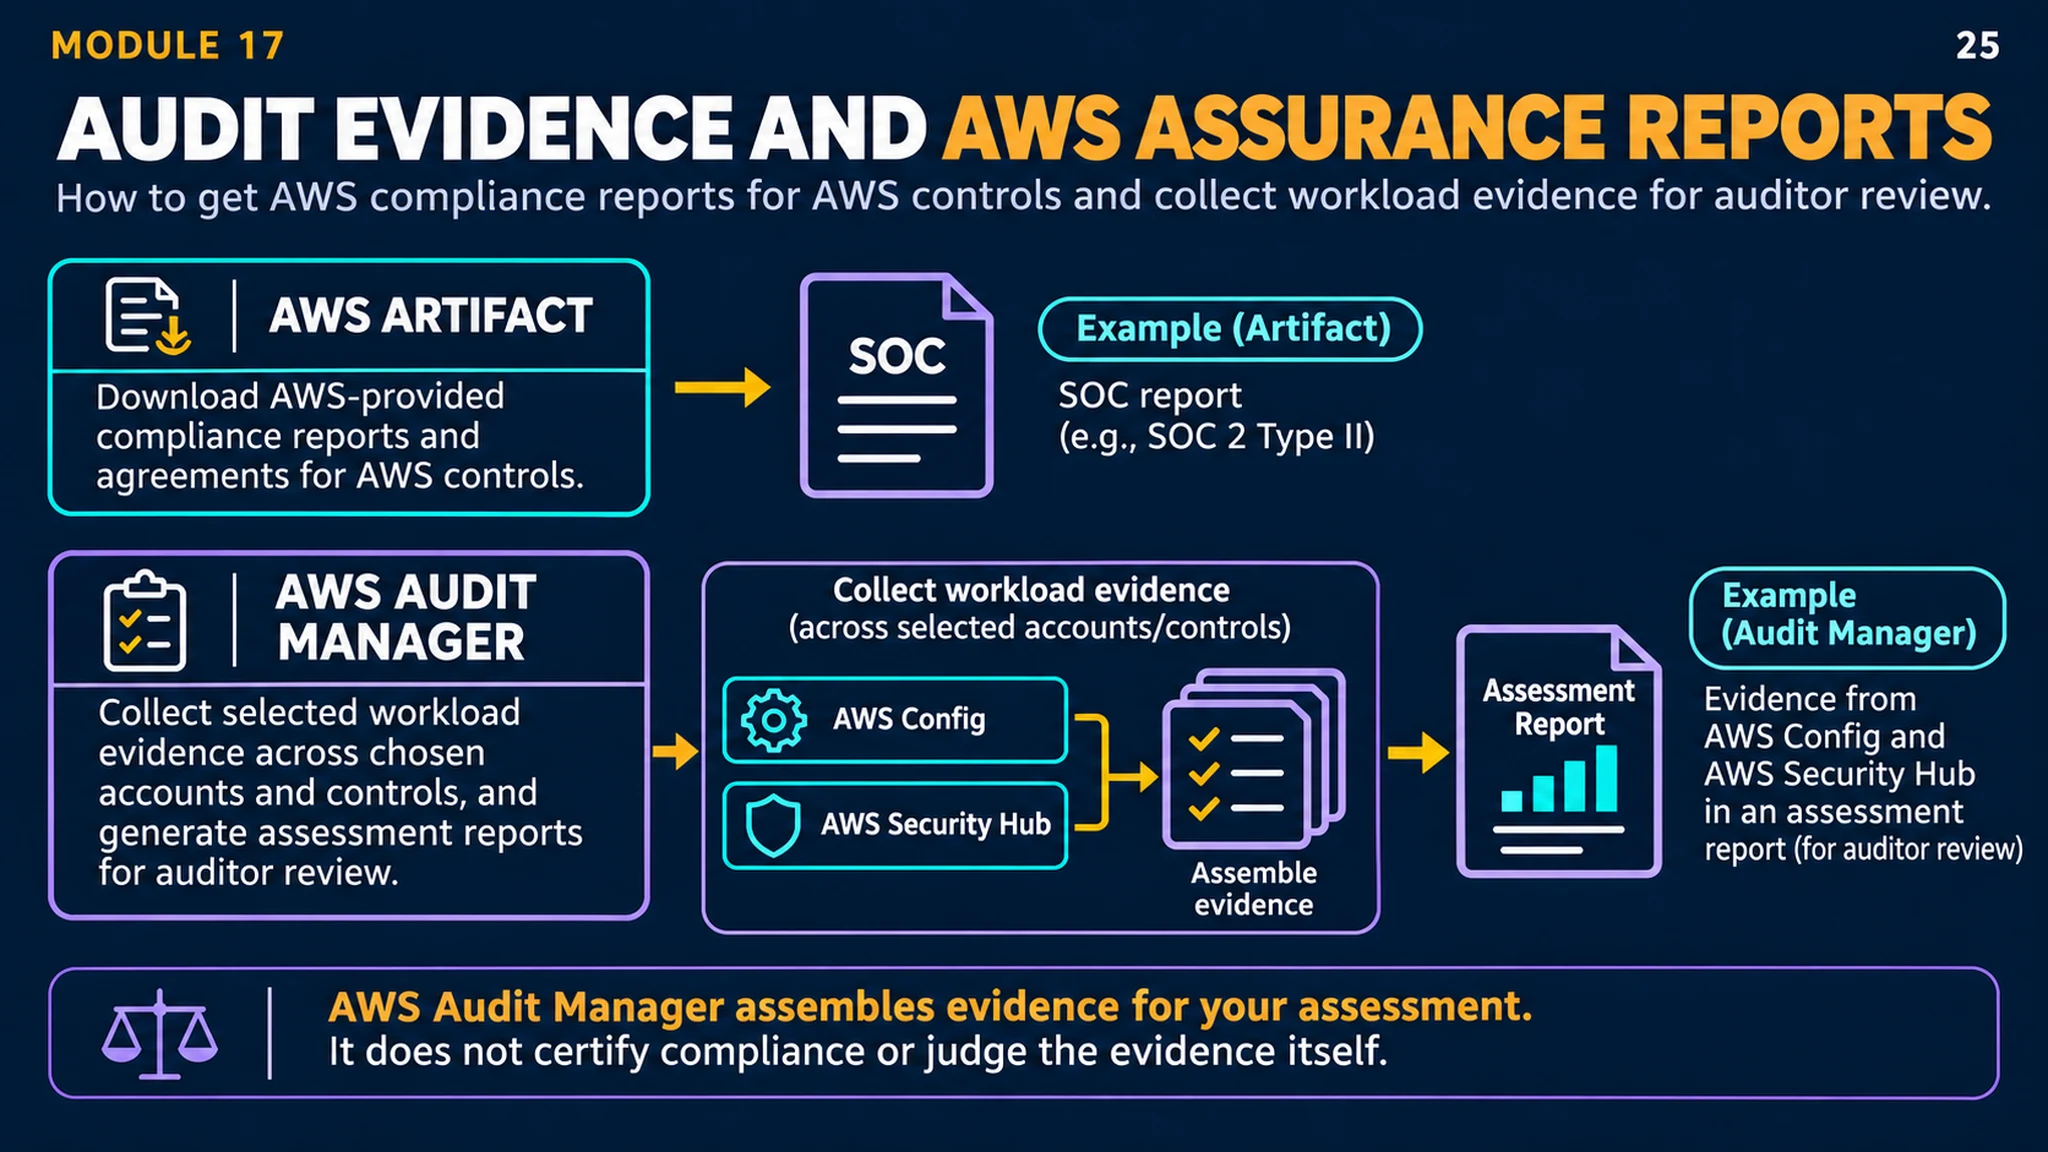 MODULE 17
25
AUDIT EVIDENCE AND AWS ASSURANCE REPORTS
How to get AWS compliance reports for AWS controls and collect workload evidence for auditor review.
AWS ARTIFACT
Download AWS-provided
compliance reports and
agreements for AWS controls.
SOC
Example (Artifact)
SOC report
(e.g., SOC 2 Type II)
AWS AUDIT
MANAGER
Collect selected workload
evidence across chosen
accounts and controls, and
generate assessment reports
for auditor review.
Collect workload evidence
(across selected accounts/controls)
AWS Config
AWS Security Hub
Assemble
evidence
Assessment
Report
Example
(Audit Manager)
Evidence from
AWS Config and
AWS Security Hub
in an assessment
report (for auditor review)
AWS Audit Manager assembles evidence for your assessment.
It does not certify compliance or judge the evidence itself.